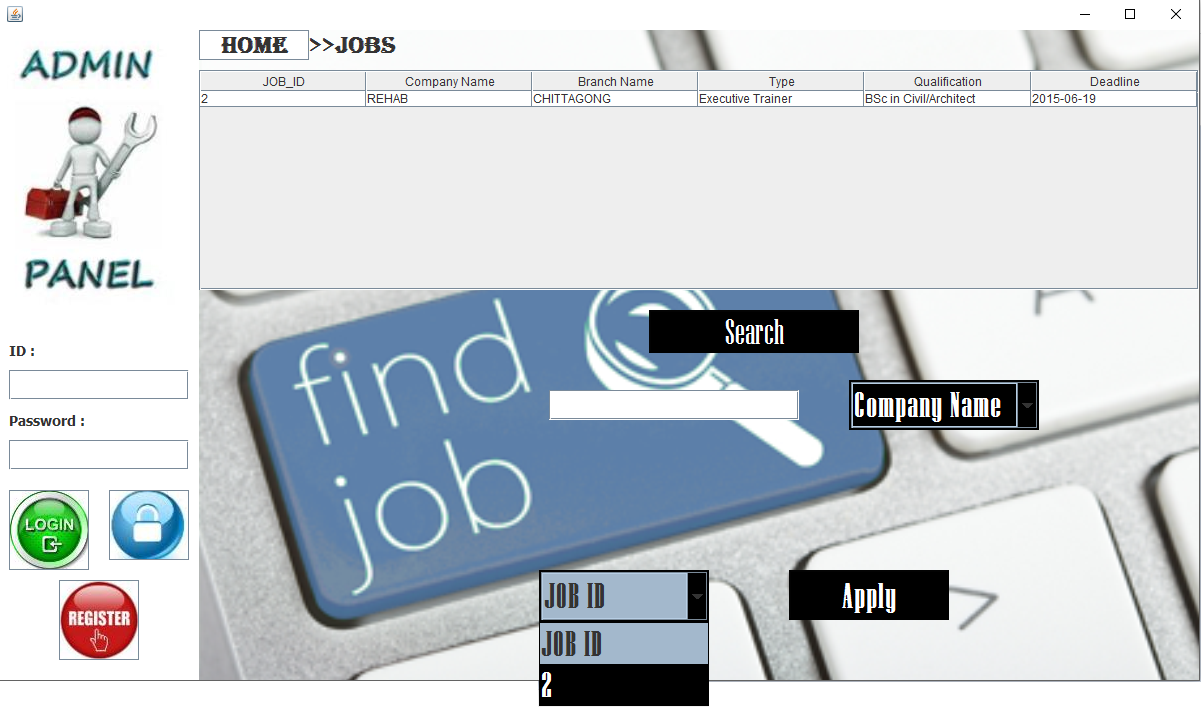 ADMIN
PANEL
ID :
Password :
LOGIN
REGISTER
HOME >>JOBS
JOB_ID Company Name Branch Name Type Qualification Deadline
2 REHAB CHITTAGONG Executive Trainer BSc in Civil/Architect 2015-06-19
find
job
Search
Company Name
JOB ID
JOB ID
2
Apply